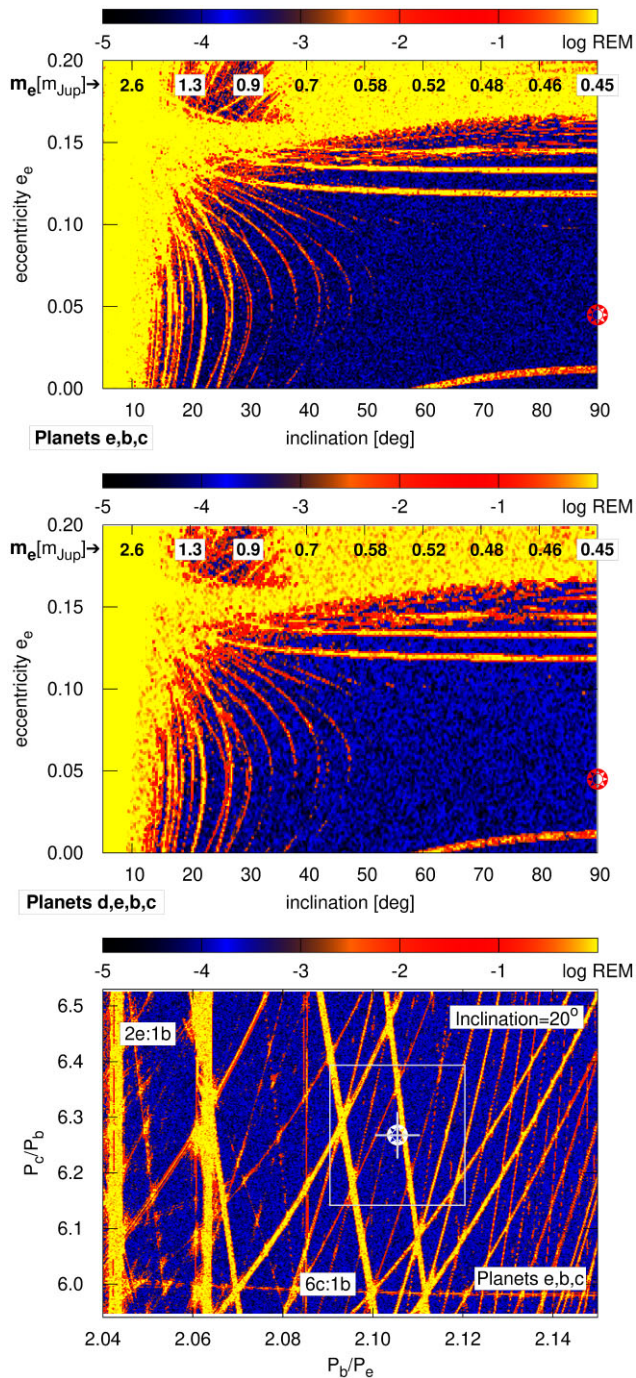 -5 -4 -3 -2 -1 log REM
0.20
m_e[m_Jup]→ 2.6 1.3 0.9 0.7 0.58 0.52 0.48 0.46 0.45
0.15
eccentricity e_e
0.10
0.05
0.00
10 20 30 40 50 60 70 80 90
Planets e,b,c inclination [deg]
-5 -4 -3 -2 -1 log REM
0.20
m_e[m_Jup]→ 2.6 1.3 0.9 0.7 0.58 0.52 0.48 0.46 0.45
0.15
eccentricity e_e
0.10
0.05
0.00
10 20 30 40 50 60 70 80 90
Planets d,e,b,c inclination [deg]
-5 -4 -3 -2 -1 log REM
6.5
2e:1b Inclination=20°
6.4
6.3
P_c/P_b
6.2
6.1
6.0 6c:1b Planets e,b,c
2.04 2.06 2.08 2.10 2.12 2.14
P_b/P_e